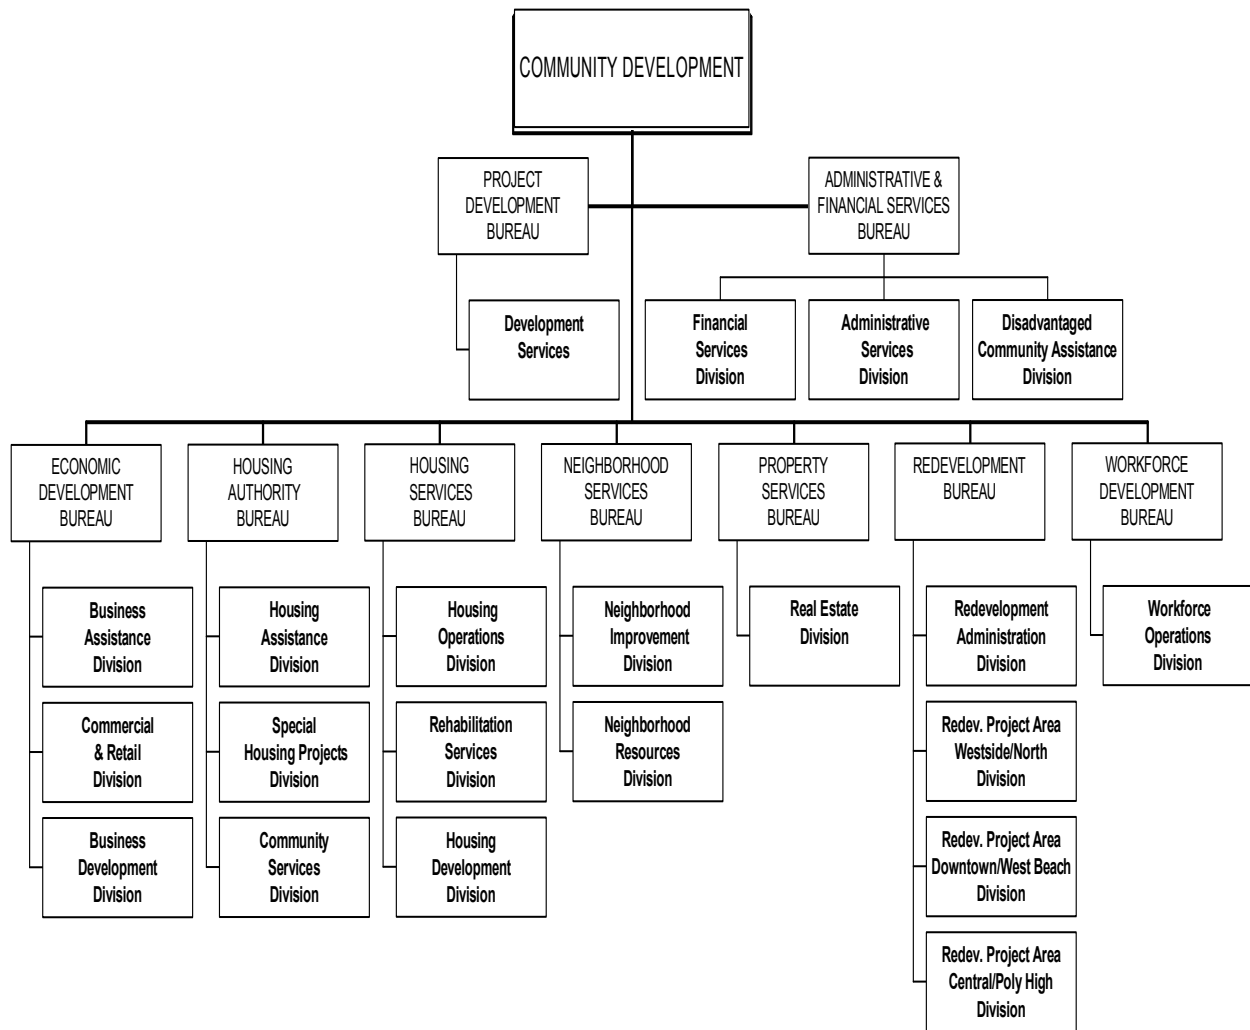 COMMUNITY DEVELOPMENT
PROJECT
DEVELOPMENT
BUREAU
ADMINISTRATIVE &
FINANCIAL SERVICES
BUREAU
Development
Services
Financial
Services
Division
Administrative
Services
Division
Disadvantaged
Community Assistance
Division
ECONOMIC
DEVELOPMENT
BUREAU
HOUSING
AUTHORITY
BUREAU
HOUSING
SERVICES
BUREAU
NEIGHBORHOOD
SERVICES
BUREAU
PROPERTY
SERVICES
BUREAU
REDEVELOPMENT
BUREAU
WORKFORCE
DEVELOPMENT
BUREAU
Business
Assistance
Division
Housing
Assistance
Division
Housing
Operations
Division
Neighborhood
Improvement
Division
Real Estate
Division
Redevelopment
Administration
Division
Workforce
Operations
Division
Commercial
& Retail
Division
Special
Housing Projects
Division
Rehabilitation
Services
Division
Neighborhood
Resources
Division
Redev. Project Area
Westside/North
Division
Business
Development
Division
Community
Services
Division
Housing
Development
Division
Redev. Project Area
Downtown/West Beach
Division
Redev. Project Area
Central/Poly High
Division